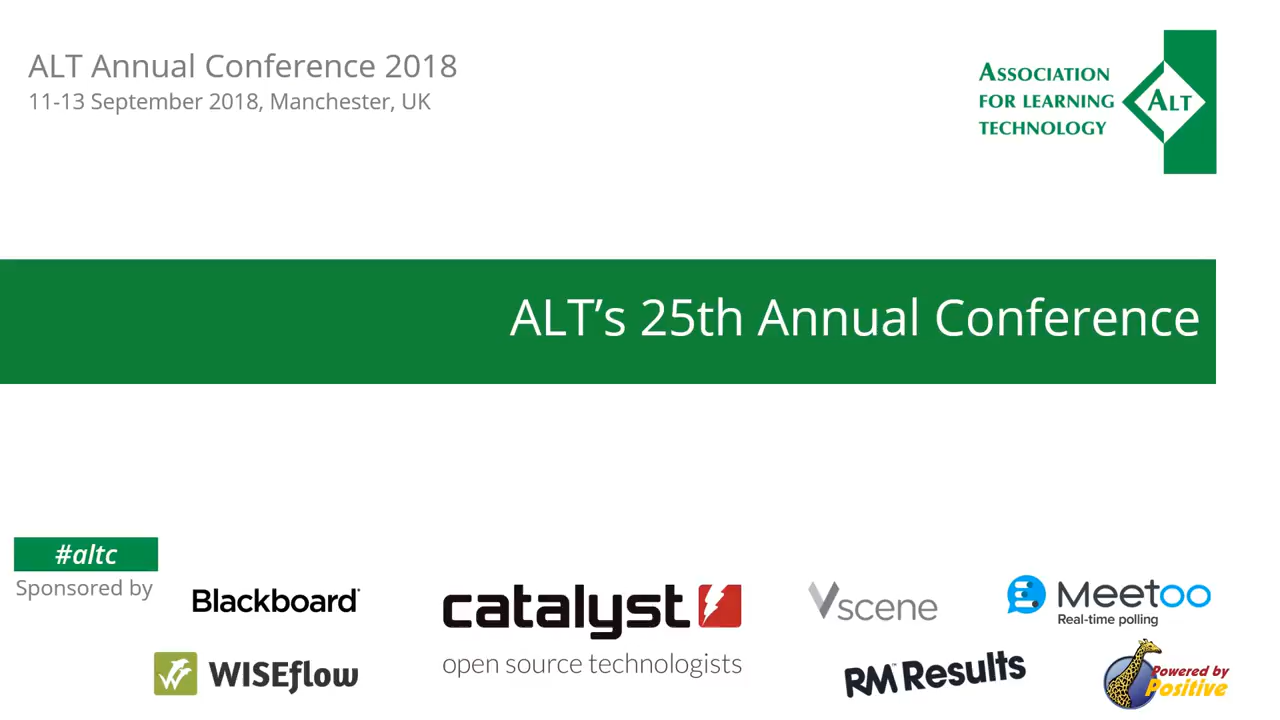 ALT Annual Conference 2018
11-13 September 2018, Manchester, UK
ASSOCIATION
FOR LEARNING
TECHNOLOGY
ALT
ALT’s 25th Annual Conference
#altc
Sponsored by
Blackboard
catalyst
open source technologists
Vscene
Meetoo
Real-time polling
WISEflow
RM Results
Powered by
Positive